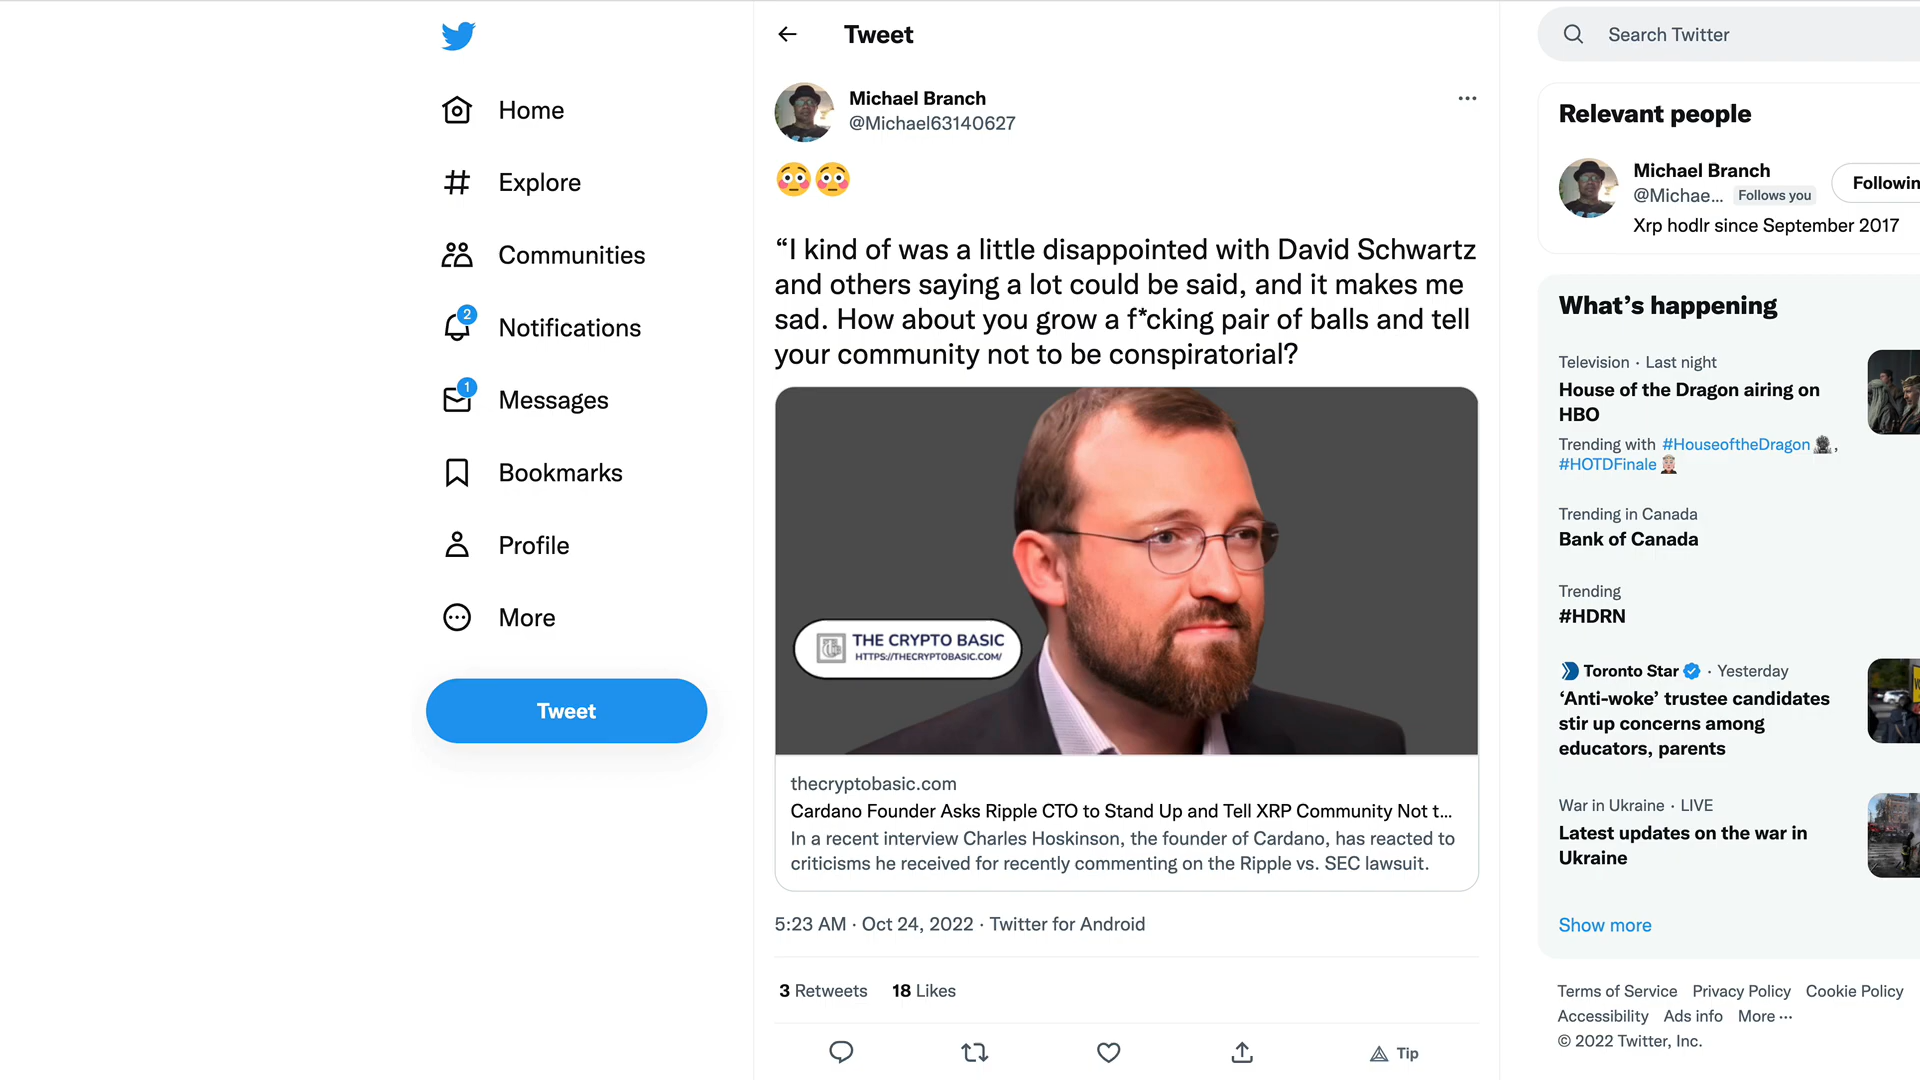 Home
Explore
Communities
2
Notifications
1
Messages
Bookmarks
Profile
More
Tweet
Tweet
Michael Branch
@Michael63140627
“I kind of was a little disappointed with David Schwartz
and others saying a lot could be said, and it makes me
sad. How about you grow a f*cking pair of balls and tell
your community not to be conspiratorial?
THE CRYPTO BASIC
HTTPS://THECRYPTOBASIC.COM/
thecryptobasic.com
Cardano Founder Asks Ripple CTO to Stand Up and Tell XRP Community Not t...
In a recent interview Charles Hoskinson, the founder of Cardano, has reacted to
criticisms he received for recently commenting on the Ripple vs. SEC lawsuit.
5:23 AM · Oct 24, 2022 · Twitter for Android
3 Retweets 18 Likes
Tip
Search Twitter
Relevant people
Michael Branch
@Michae... Follows you
Followin
Xrp hodlr since September 2017
What’s happening
Television · Last night
House of the Dragon airing on
HBO
Trending with #HouseoftheDragon,
#HOTDFinale
Trending in Canada
Bank of Canada
Trending
#HDRN
Toronto Star · Yesterday
‘Anti-woke’ trustee candidates
stir up concerns among
educators, parents
War in Ukraine · LIVE
Latest updates on the war in
Ukraine
Show more
Terms of Service Privacy Policy Cookie Policy
Accessibility Ads info More ···
© 2022 Twitter, Inc.